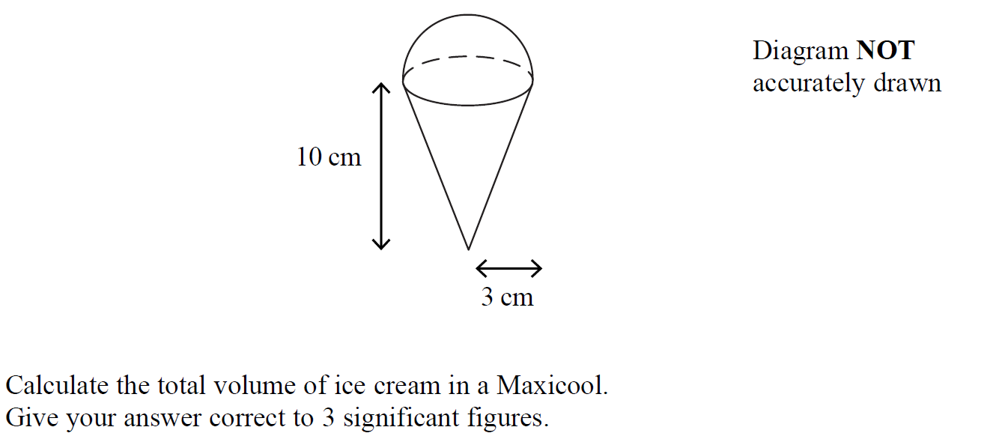 Diagram NOT
accurately drawn
10 cm
3 cm
Calculate the total volume of ice cream in a Maxicool.
Give your answer correct to 3 significant figures.